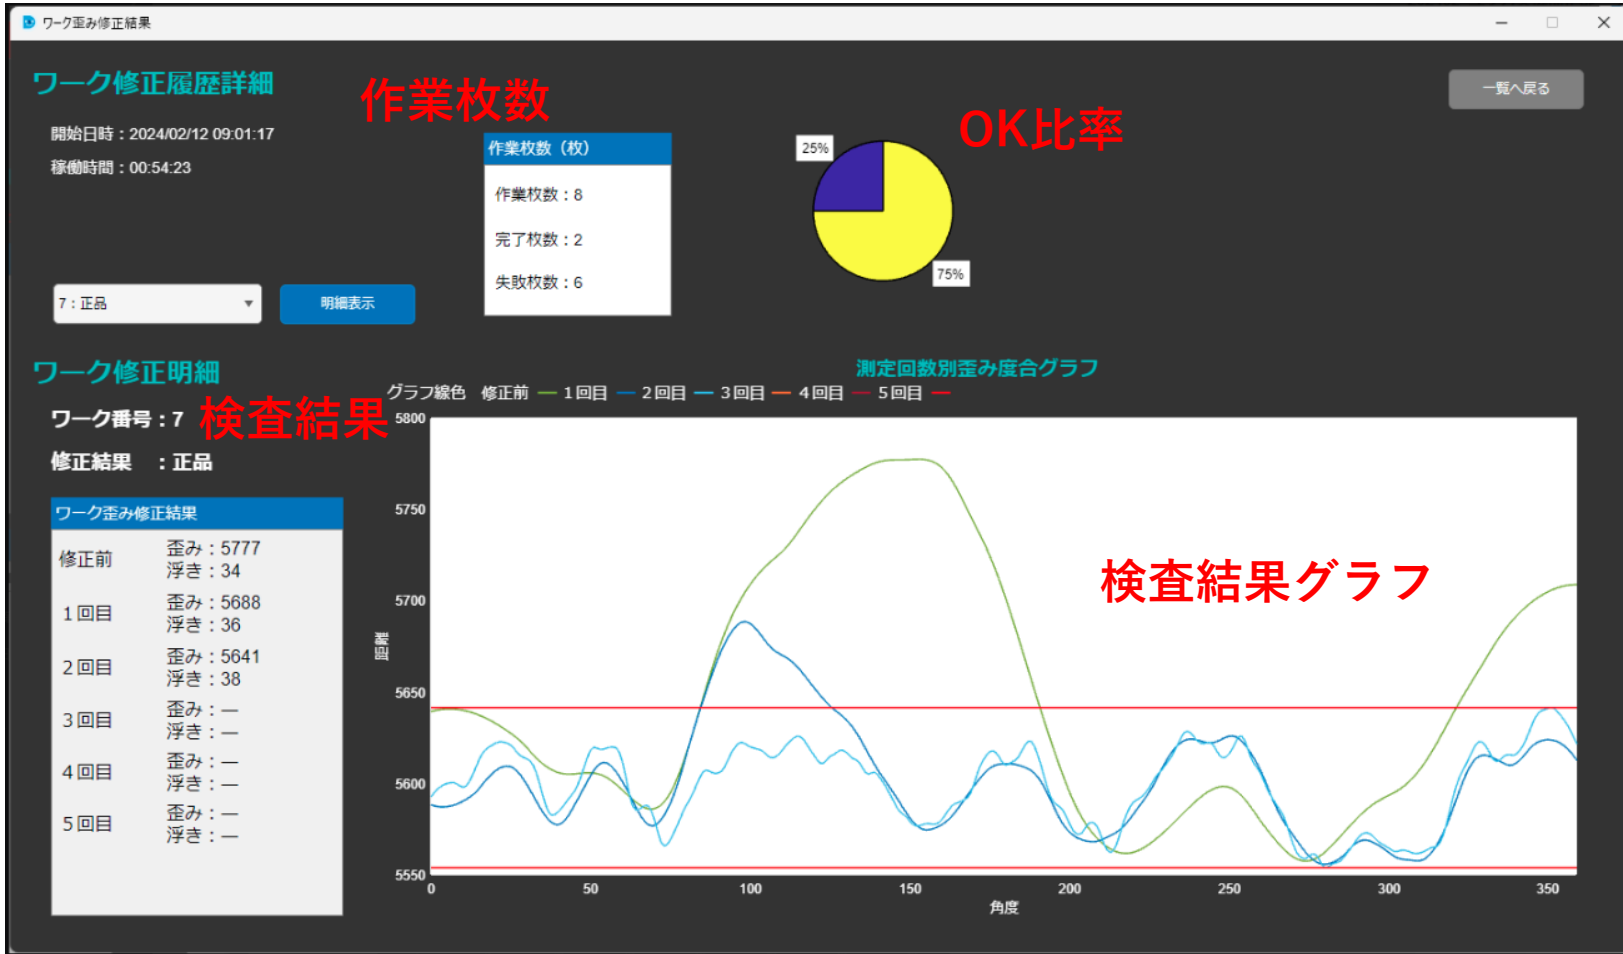 ワーク歪み修正結果
ワーク修正履歴詳細
作業枚数
OK比率
一覧へ戻る
開始日時：2024/02/12 09:01:17
稼働時間：00:54:23
作業枚数（枚）
作業枚数：8
完了枚数：2
失敗枚数：6
25%
75%
7：正品
明細表示
ワーク修正明細
測定回数別歪み度合グラフ
グラフ線色 修正前 1回目 2回目 3回目 4回目 5回目
ワーク番号：7
検査結果
修正結果 ：正品
ワーク歪み修正結果
修正前
歪み：5777
浮き：34
1回目
歪み：5688
浮き：36
2回目
歪み：5641
浮き：38
3回目
歪み：―
浮き：―
4回目
歪み：―
浮き：―
5回目
歪み：―
浮き：―
検査結果グラフ
5800
5750
5700
距離
5650
5600
5550
0 50 100 150 200 250 300 350
角度